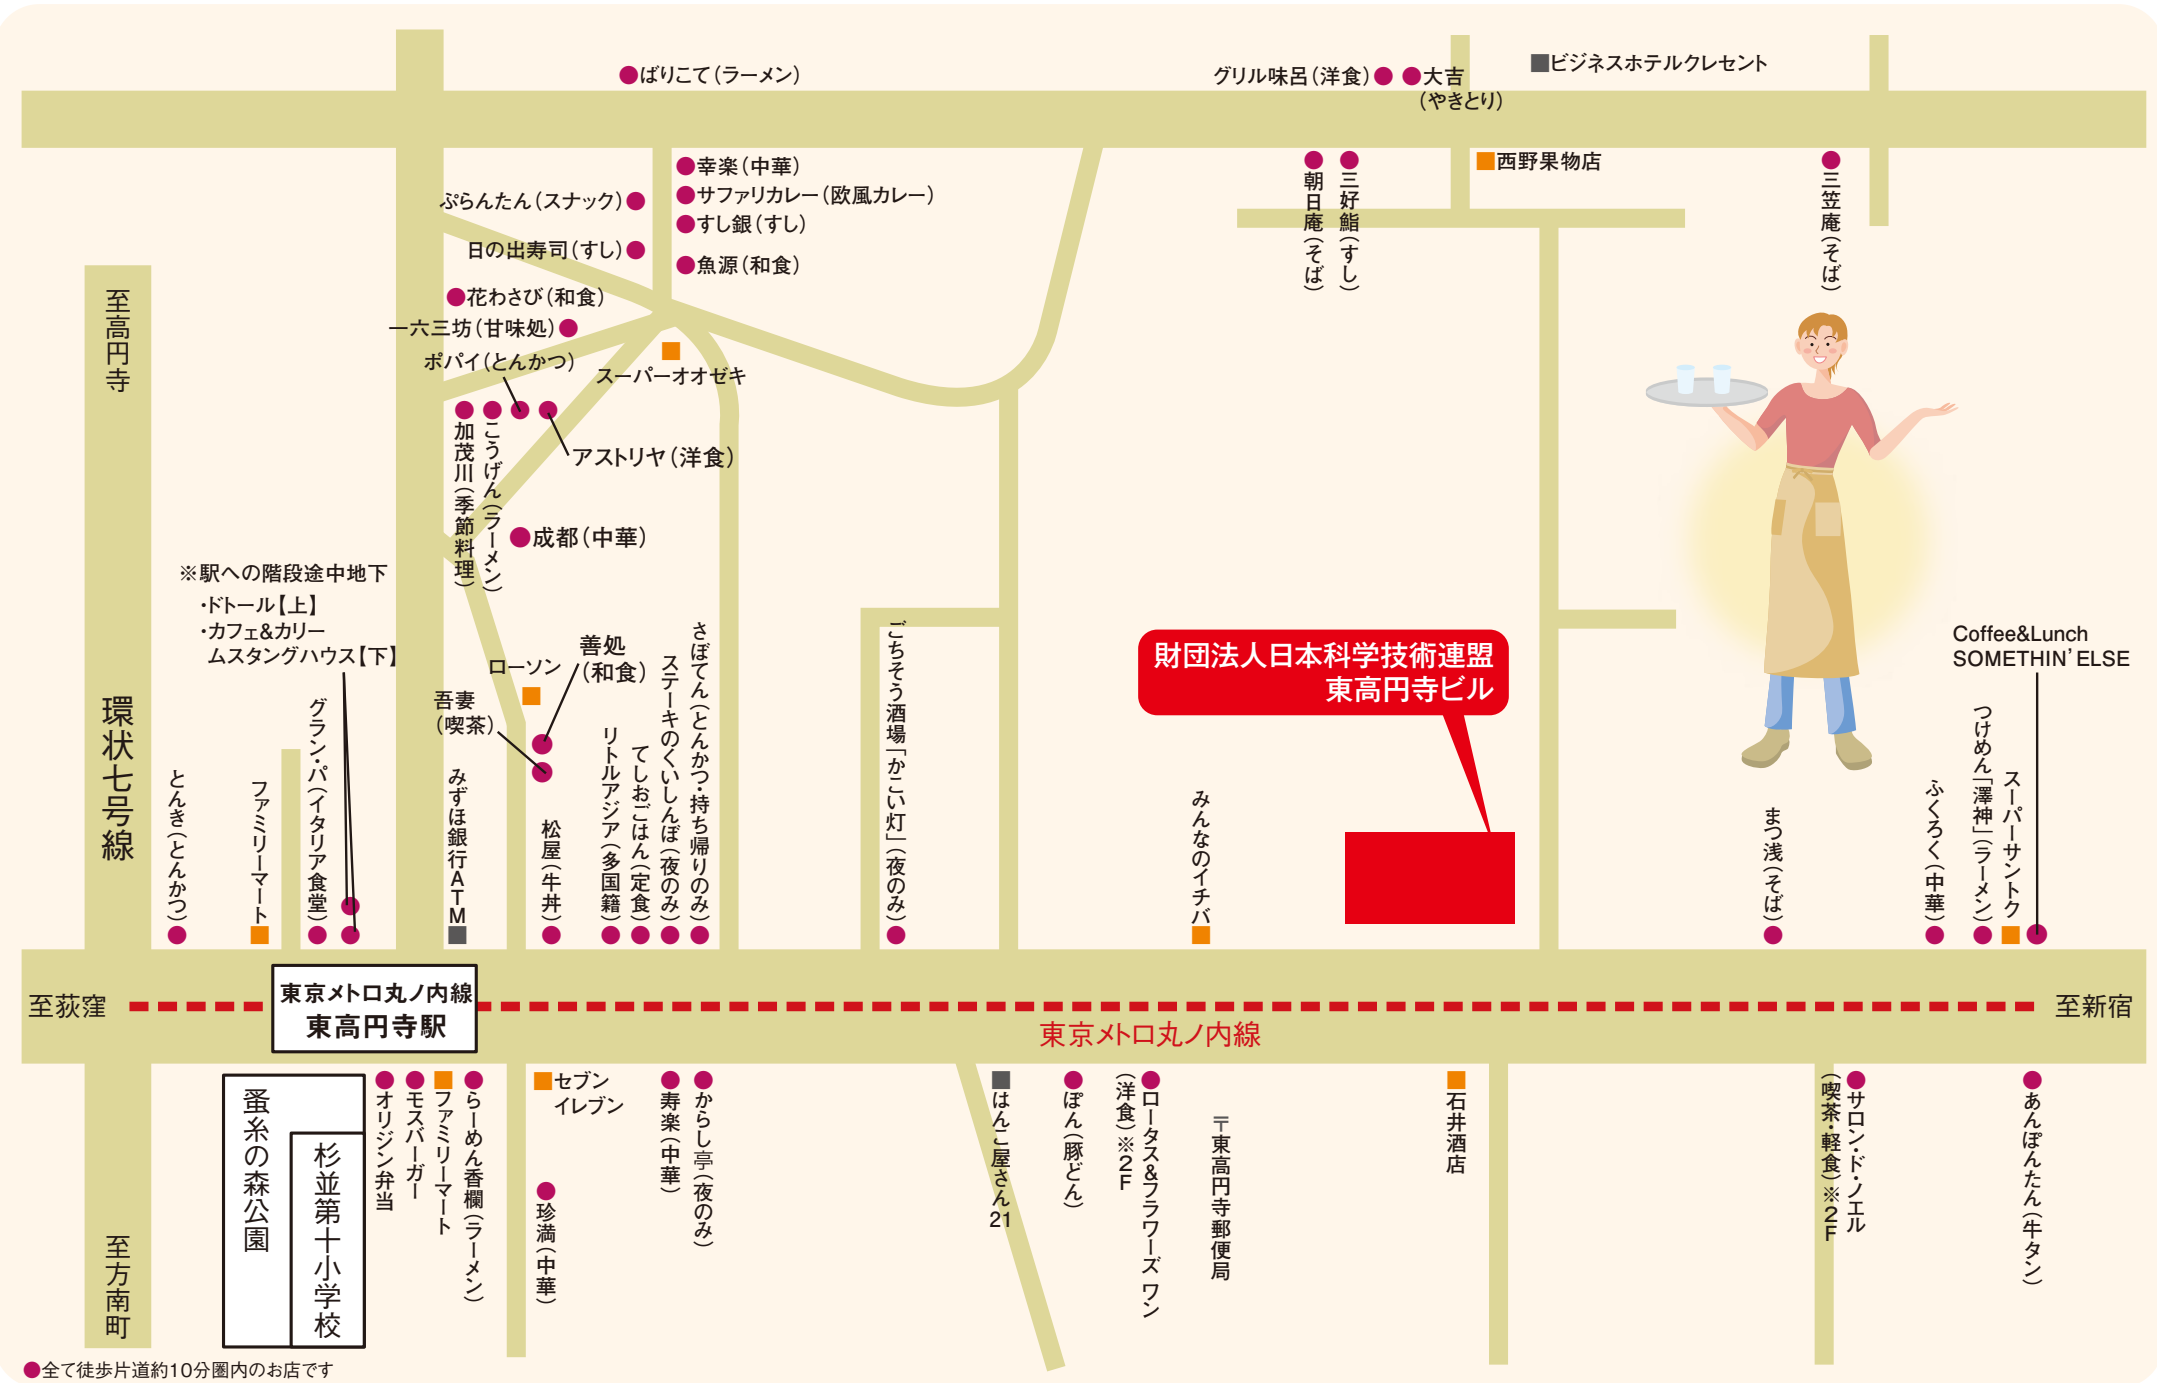 ばりこて（ラーメン）
グリル味呂（洋食）
大吉
（やきとり）
ビジネスホテルクレセント
幸楽（中華）
サファリカレー（欧風カレー）
すし銀（すし）
魚源（和食）
ぷらんたん（スナック）
日の出寿司（すし）
花わさび（和食）
一六三坊（甘味処）
ポパイ（とんかつ）
スーパーオオゼキ
朝日庵（そば）
三好鮨（すし）
西野果物店
三笠庵（そば）
至高円寺
環状七号線
加茂川（季節料理）
こうげん（ラーメン）
アストリヤ（洋食）
成都（中華）
※駅への階段途中地下
・ドトール【上】
・カフェ&カリー
ムスタングハウス【下】
ローソン
善処
（和食）
吾妻
（喫茶）
とんき（とんかつ）
ファミリーマート
グラン・パ（イタリア食堂）
みずほ銀行ATM
松屋（牛丼）
リトルアジア（多国籍）
てしおごはん（定食）
ステーキのくいしんぼ（夜のみ）
さぼてん（とんかつ・持ち帰りのみ）
ごちそう酒場「かこい灯」（夜のみ）
みんなのイチバ
財団法人日本科学技術連盟
東高円寺ビル
まつ浅（そば）
ふくろく（中華）
つけめん「澤神」（ラーメン）
スーパーサントク
Coffee&Lunch
SOMETHIN' ELSE
至荻窪
東京メトロ丸ノ内線
東高円寺駅
東京メトロ丸ノ内線
至新宿
蚕糸の森公園
杉並第十小学校
オリジン弁当
モスバーガー
ファミリーマート
らーめん香欄（ラーメン）
セブン
イレブン
珍満（中華）
寿楽（中華）
からし亭（夜のみ）
はんこ屋さん21
ぽん（豚どん）
ロータス&フラワーズ ワン
（洋食）※2F
〒東高円寺郵便局
石井酒店
サロン・ド・ノエル
（喫茶・軽食）※2F
あんぽんたん（牛タン）
至方南町
●全て徒歩片道約10分圏内のお店です